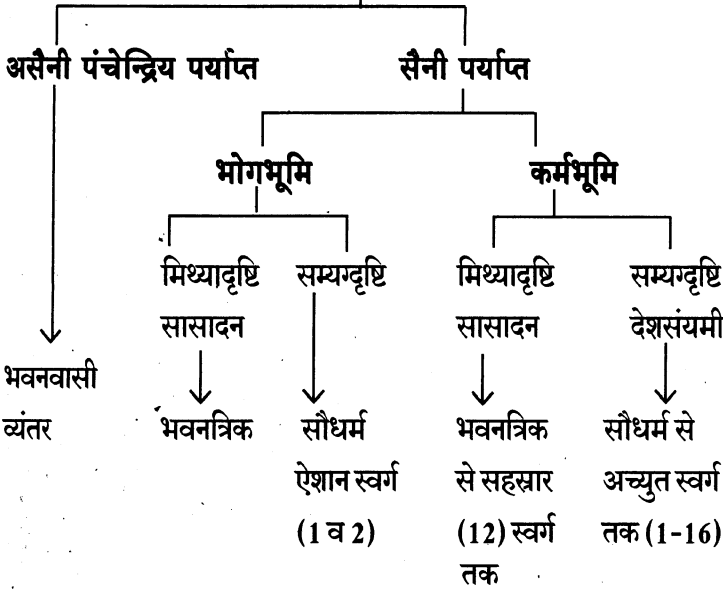 असैनी पंचेन्द्रिय पर्याप्त
सैनी पर्याप्त
भोगभूमि
कर्मभूमि
मिथ्यादृष्टि
सासादन
सम्यग्दृष्टि
मिथ्यादृष्टि
सासादन
सम्यग्दृष्टि
देशसंयमी
भवनवासी
व्यंतर
भवनत्रिक
सौधर्म
ऐशान स्वर्ग
(1 व 2)
भवनत्रिक
से सहस्रार
(12) स्वर्ग
तक
सौधर्म से
अच्युत स्वर्ग
तक (1-16)